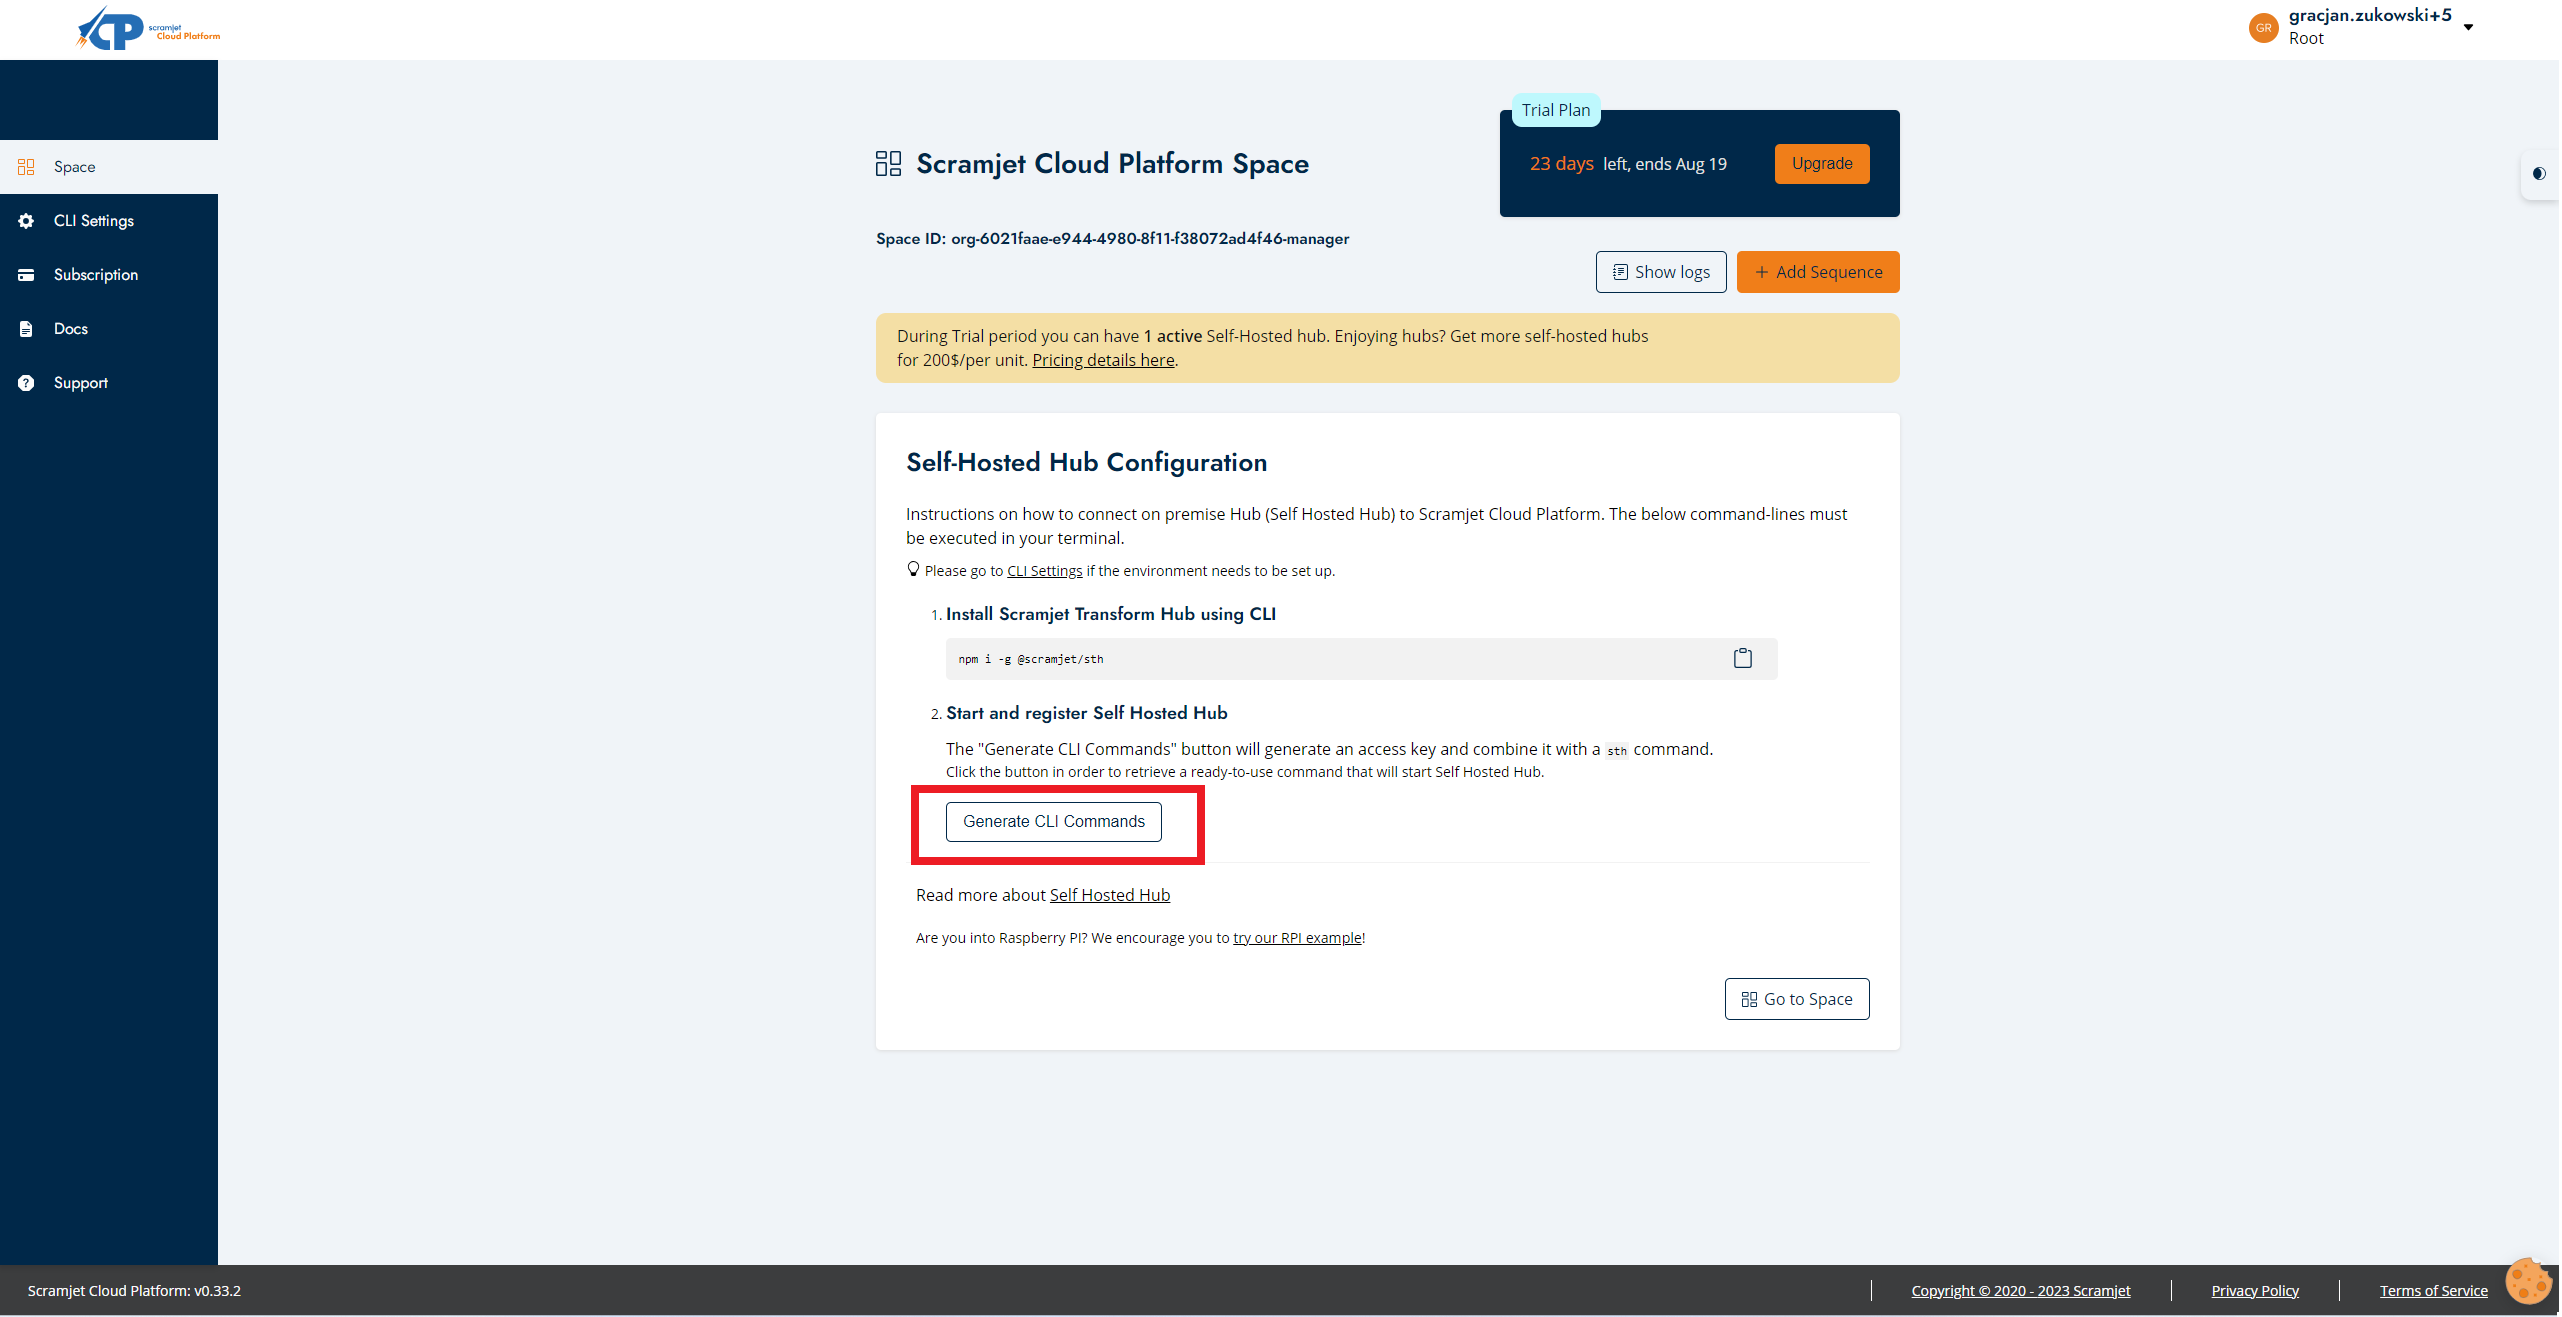 CP
scramjet
Cloud Platform
GR
gracjan.zukowski+5
Root
Space
CLI Settings
Subscription
Docs
Support
Scramjet Cloud Platform Space
Trial Plan
23 days left, ends Aug 19
Upgrade
Space ID: org-6021faae-e944-4980-8f11-f38072ad4f46-manager
Show logs
+ Add Sequence
During Trial period you can have 1 active Self-Hosted hub. Enjoying hubs? Get more self-hosted hubs
for 200$/per unit. Pricing details here.
Self-Hosted Hub Configuration
Instructions on how to connect on premise Hub (Self Hosted Hub) to Scramjet Cloud Platform. The below command-lines must
be executed in your terminal.
Please go to CLI Settings if the environment needs to be set up.
1. Install Scramjet Transform Hub using CLI
npm i -g @scramjet/sth
2. Start and register Self Hosted Hub
The "Generate CLI Commands" button will generate an access key and combine it with a sth command.
Click the button in order to retrieve a ready-to-use command that will start Self Hosted Hub.
Generate CLI Commands
Read more about Self Hosted Hub
Are you into Raspberry PI? We encourage you to try our RPI example!
Go to Space
Scramjet Cloud Platform: v0.33.2
Copyright © 2020 - 2023 Scramjet
Privacy Policy
Terms of Service